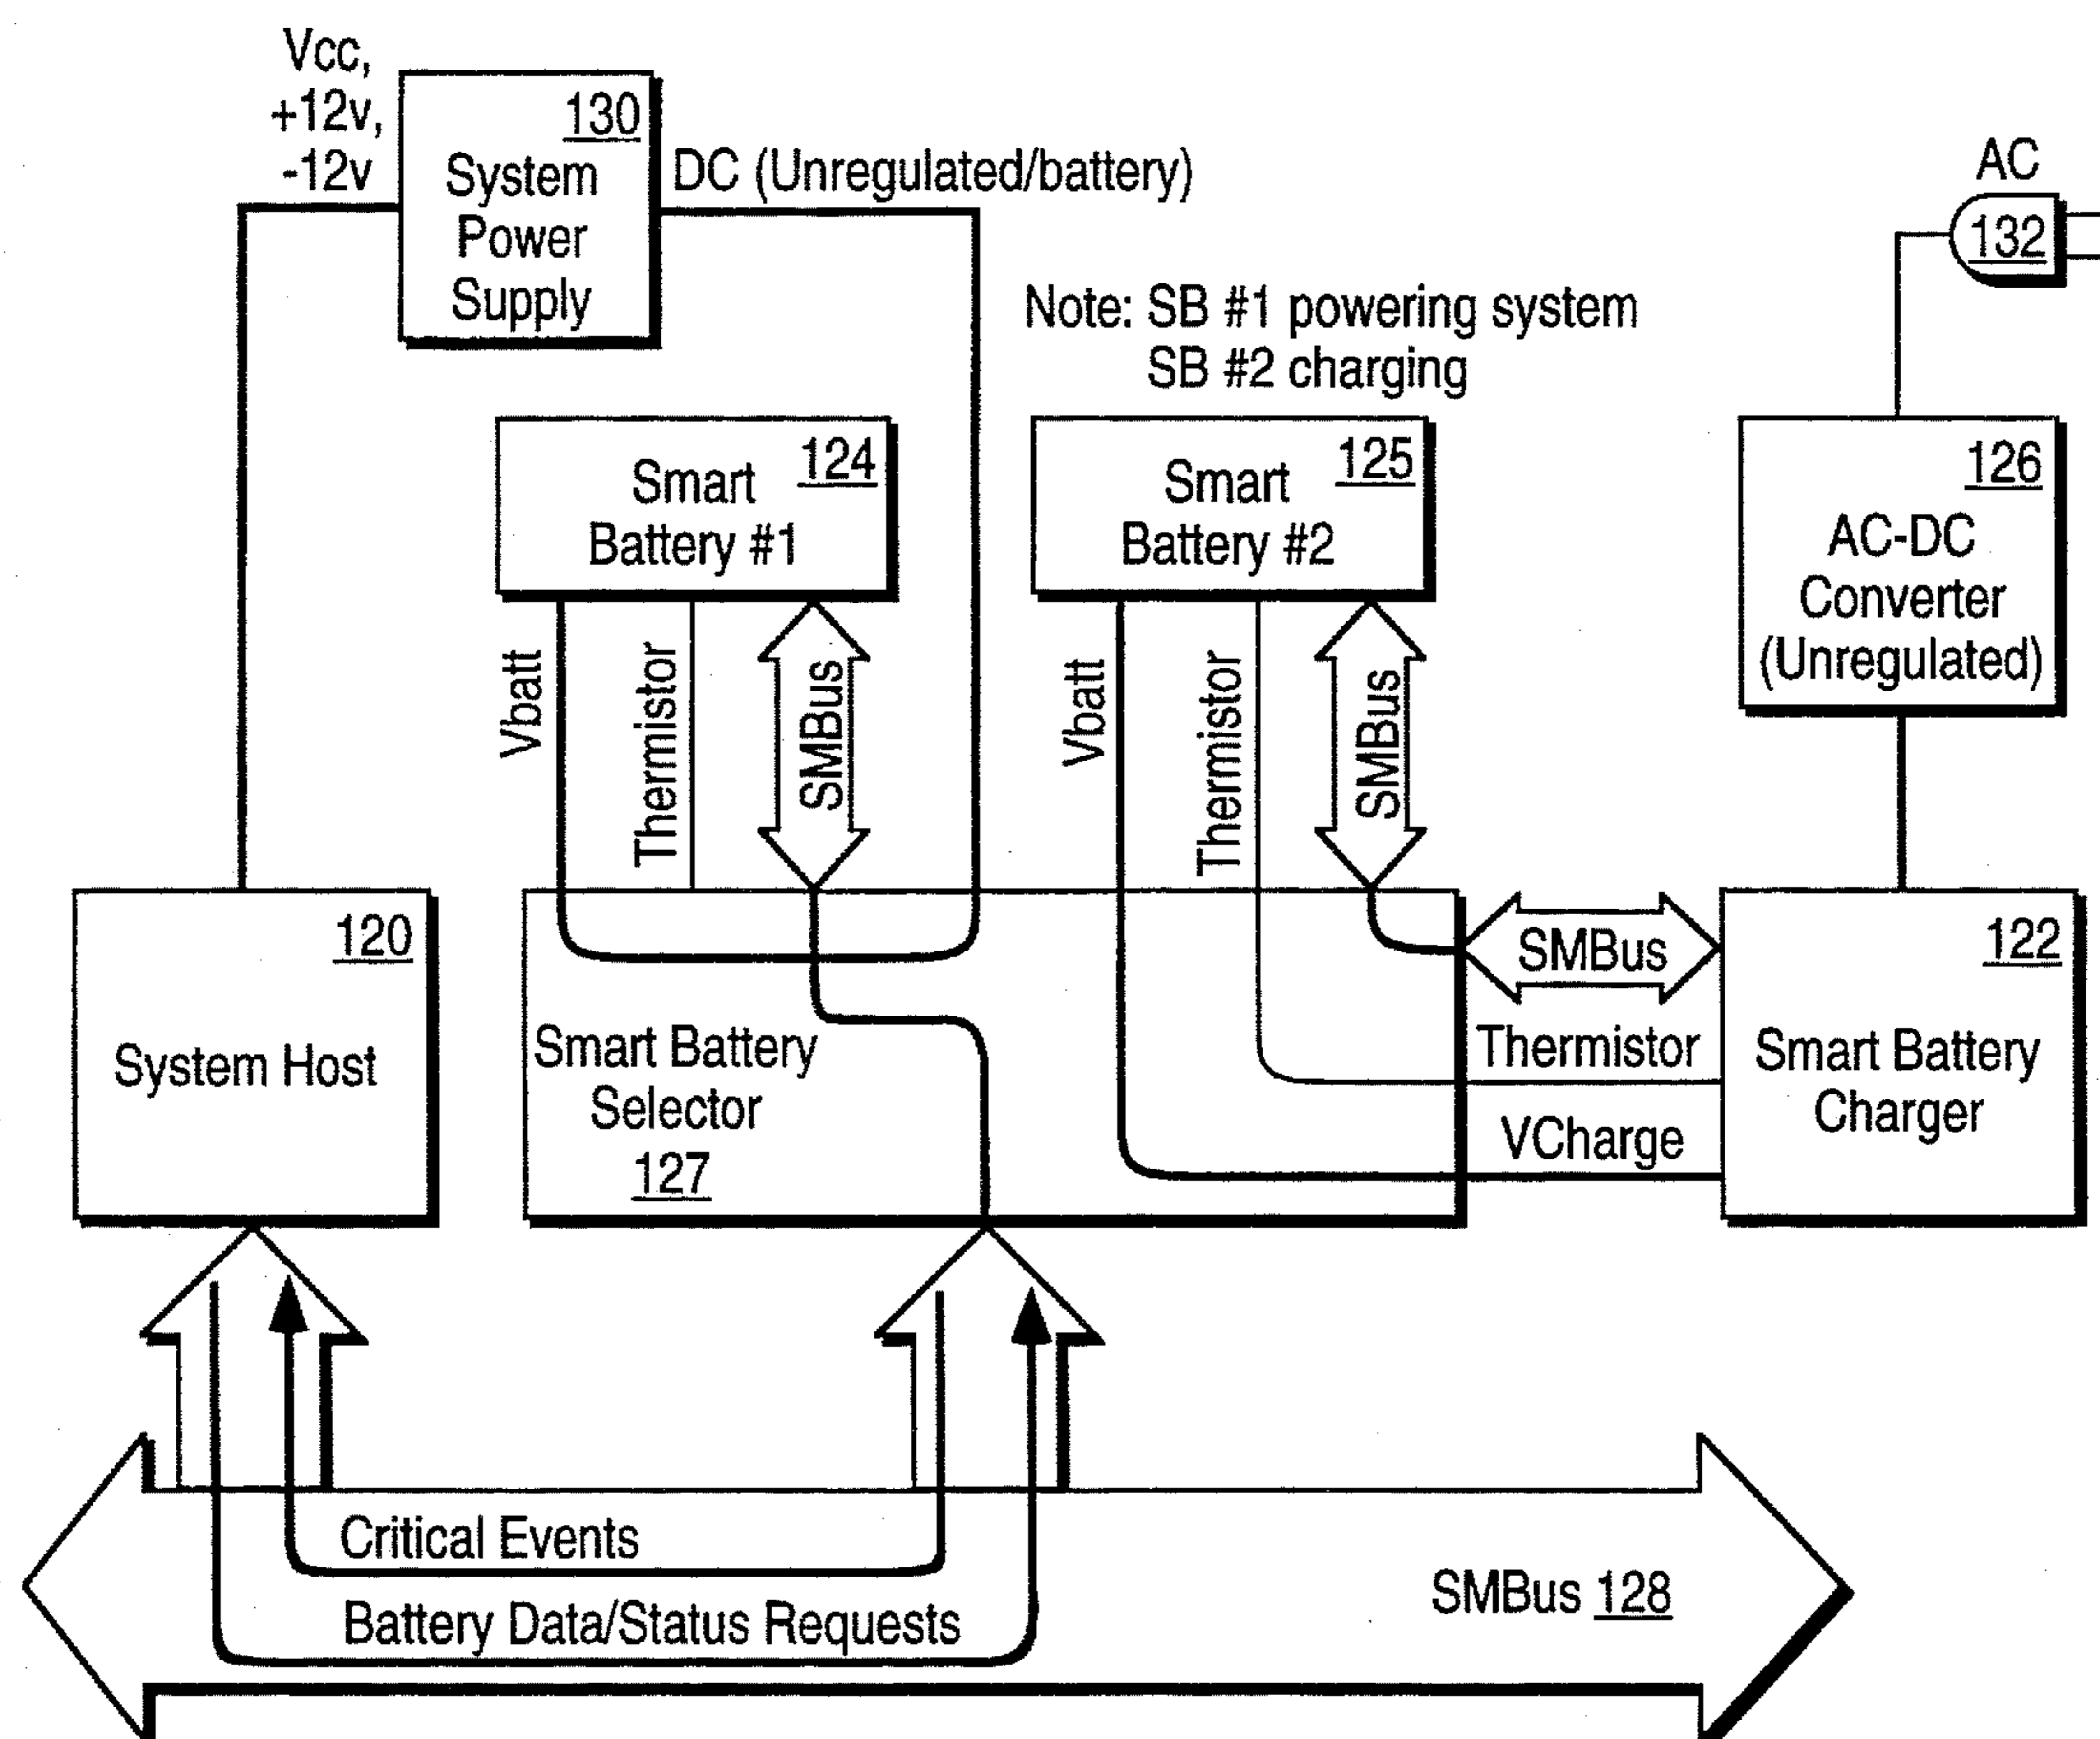 Vcc,
+12v,
-12v
130
System
Power
Supply
DC (Unregulated/battery)
AC
132
Note: SB #1 powering system
SB #2 charging
124
Smart
Battery #1
125
Smart
Battery #2
126
AC-DC
Converter
(Unregulated)
Vbatt
Thermistor
SMBus
Vbatt
Thermistor
SMBus
120
System Host
Smart Battery
Selector
127
SMBus
Thermistor
VCharge
122
Smart Battery
Charger
Critical Events
Battery Data/Status Requests
SMBus 128